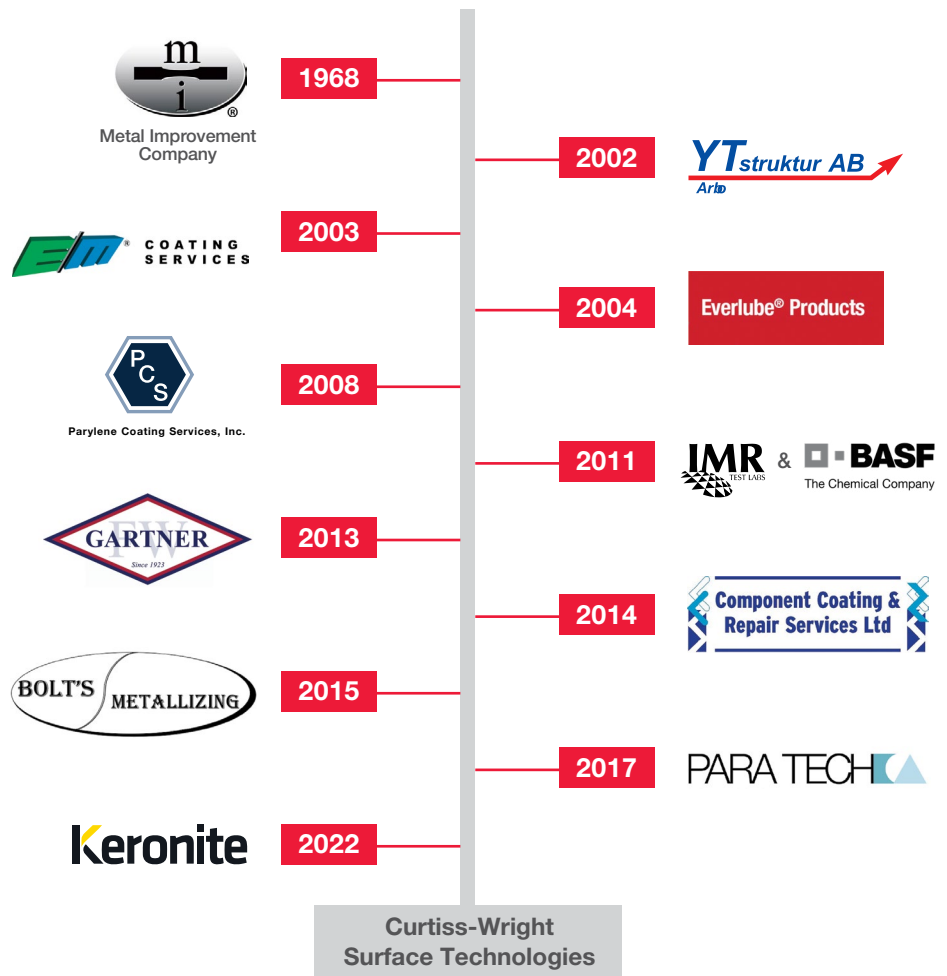 m
i
®
Metal Improvement
Company
1968
2002
YTstruktur AB
Arboo
E/M® COATING
SERVICES
2003
2004
Everlube® Products
P
C
S
Parylene Coating Services, Inc.
2008
2011
IMR
TEST LABS
&
BASF
The Chemical Company
FW
GARTNER
Since 1923
2013
2014
Component Coating &
Repair Services Ltd
BOLT'S
METALLIZING
2015
2017
PARA TECH
Keronite
2022
Curtiss-Wright
Surface Technologies